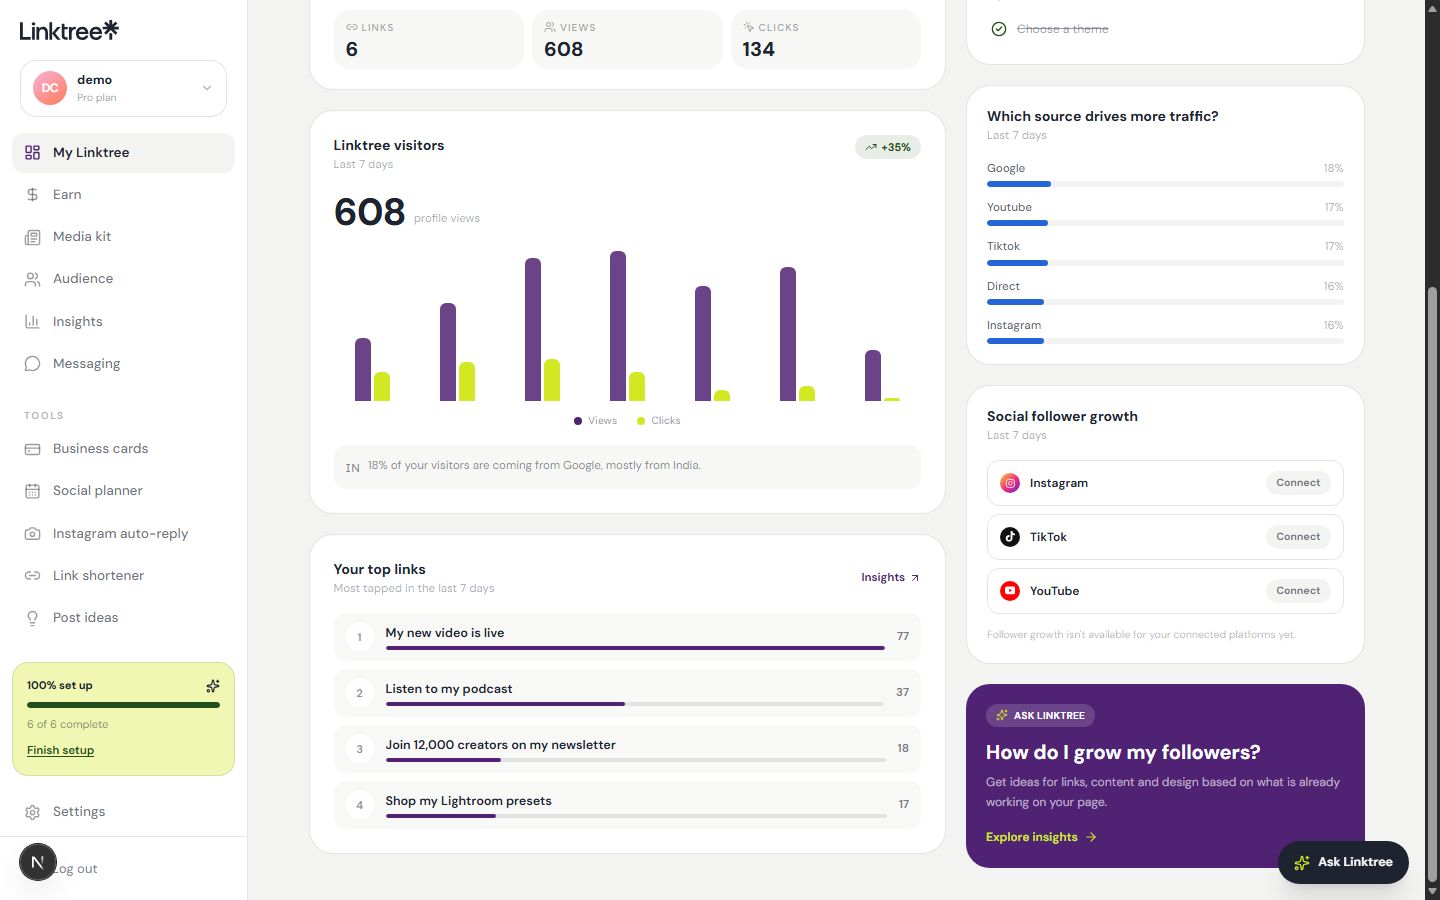 Linktree
DC
demo
Pro plan
My Linktree
Earn
Media kit
Audience
Insights
Messaging
TOOLS
Business cards
Social planner
Instagram auto-reply
Link shortener
Post ideas
100% set up
6 of 6 complete
Finish setup
Settings
N
Log out
LINKS
6
VIEWS
608
CLICKS
134
Linktree visitors
Last 7 days
+35%
608 profile views
Views Clicks
IN 18% of your visitors are coming from Google, mostly from India.
Your top links
Most tapped in the last 7 days
Insights
1 My new video is live 77
2 Listen to my podcast 37
3 Join 12,000 creators on my newsletter 18
4 Shop my Lightroom presets 17
Choose a theme
Which source drives more traffic?
Last 7 days
Google 18%
Youtube 17%
Tiktok 17%
Direct 16%
Instagram 16%
Social follower growth
Last 7 days
Instagram Connect
TikTok Connect
YouTube Connect
Follower growth isn't available for your connected platforms yet.
ASK LINKTREE
How do I grow my followers?
Get ideas for links, content and design based on what is already
working on your page.
Explore insights
Ask Linktree